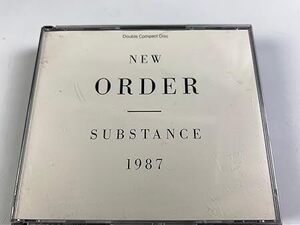 Double Compact Disc
NEW
ORDER
SUBSTANCE
1987